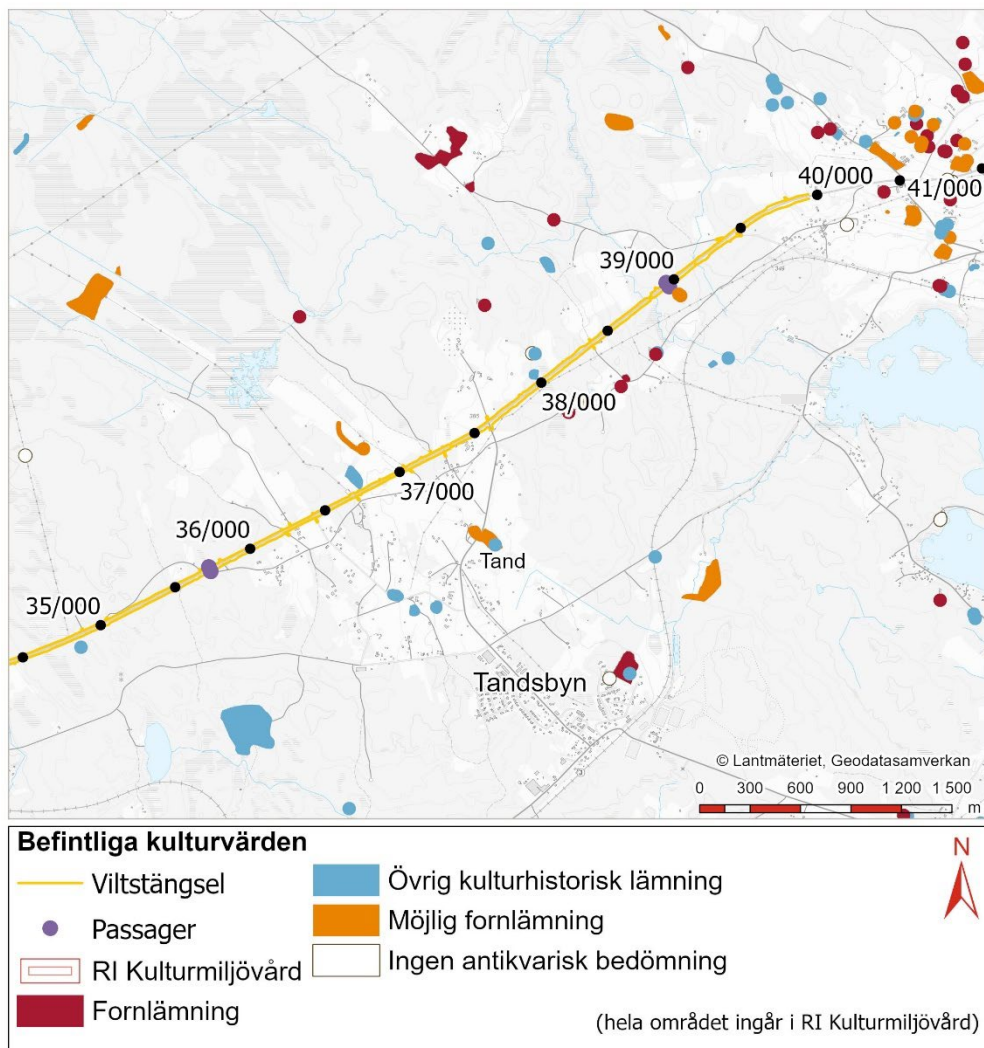 40/000
41/000
39/000
38/000
37/000
36/000
Tand
35/000
Tandsbyn
© Lantmäteriet, Geodatasamverkan
0 300 600 900 1 200 1 500
m
Befintliga kulturvärden
Viltstängsel
Passager
RI Kulturmiljövård
Fornlämning
Övrig kulturhistorisk lämning
Möjlig fornlämning
Ingen antikvarisk bedömning
N
(hela området ingår i RI Kulturmiljövård)